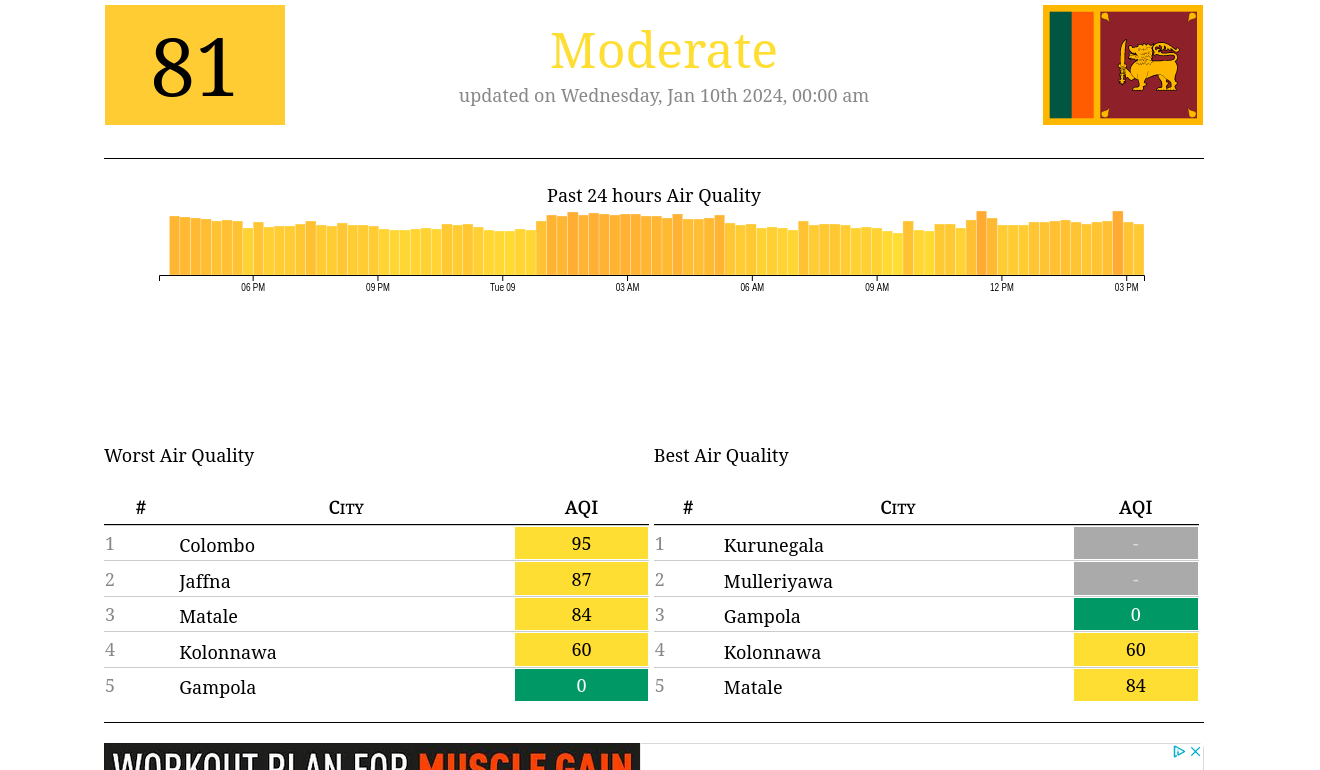 81
Moderate
updated on Wednesday, Jan 10th 2024, 00:00 am
Past 24 hours Air Quality
06 PM 09 PM Tue 09 03 AM 06 AM 09 AM 12 PM 03 PM
Worst Air Quality
# City AQI
1 Colombo 95
2 Jaffna 87
3 Matale 84
4 Kolonnawa 60
5 Gampola 0
Best Air Quality
# City AQI
1 Kurunegala -
2 Mulleriyawa -
3 Gampola 0
4 Kolonnawa 60
5 Matale 84
WORKOUT PLAN FOR MUSCLE GAIN